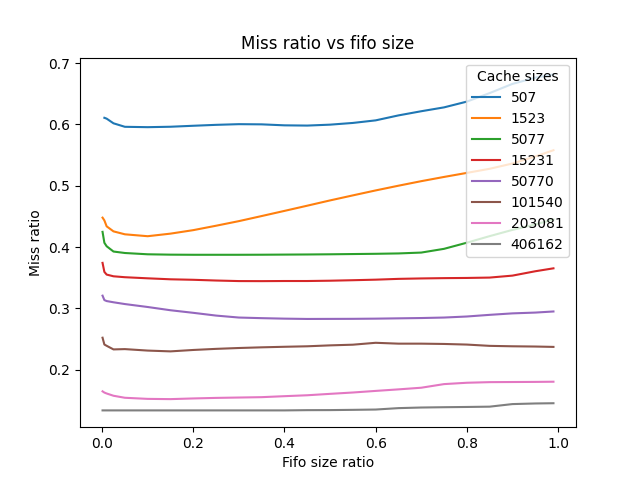 Miss ratio vs fifo size
Miss ratio
0.7
0.6
0.5
0.4
0.3
0.2
Cache sizes
507
1523
5077
15231
50770
101540
203081
406162
0.0 0.2 0.4 0.6 0.8 1.0
Fifo size ratio